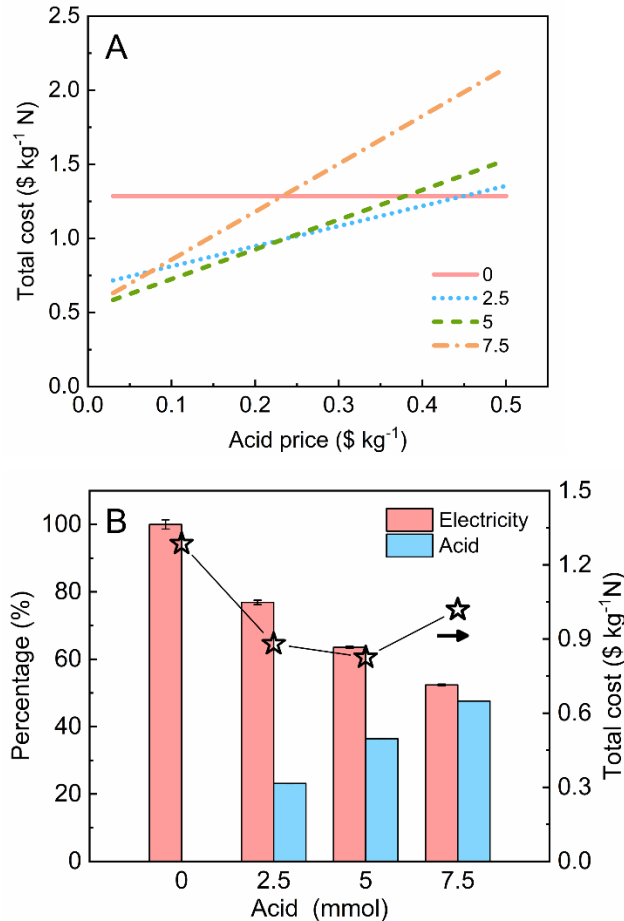 A
Total cost ($ kg⁻¹ N)
2.5
2.0
1.5
1.0
0.5
0.0
0
2.5
5
7.5
0.0 0.1 0.2 0.3 0.4 0.5
Acid price ($ kg⁻¹)
B
Electricity
Acid
Percentage (%)
100
80
60
40
20
0
1.5
1.2
0.9
0.6
0.3
0.0
Total cost ($ kg⁻¹N)
0 2.5 5 7.5
Acid (mmol)